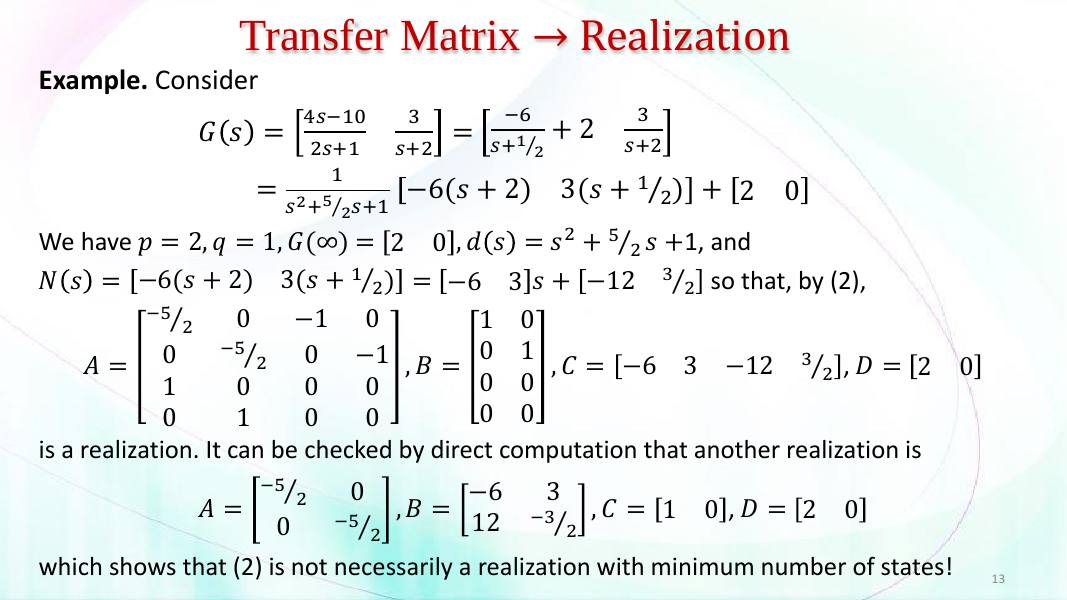 Transfer Matrix → Realization
Example. Consider
G(s) = [(4s−10)/(2s+1)  3/(s+2)] = [−6/(s+1/2) + 2  3/(s+2)]
= 1/(s²+5/2s+1) [−6(s + 2)  3(s + 1/2)] + [2  0]
We have p = 2, q = 1, G(∞) = [2  0], d(s) = s² + 5/2 s +1, and
N(s) = [−6(s + 2)  3(s + 1/2)] = [−6  3]s + [−12  3/2] so that, by (2),
A = [−5/2 0 −1 0; 0 −5/2 0 −1; 1 0 0 0; 0 1 0 0], B = [1 0; 0 1; 0 0; 0 0], C = [−6  3  −12  3/2], D = [2  0]
is a realization. It can be checked by direct computation that another realization is
A = [−5/2 0; 0 −5/2], B = [−6 3; 12 −3/2], C = [1  0], D = [2  0]
which shows that (2) is not necessarily a realization with minimum number of states!
13